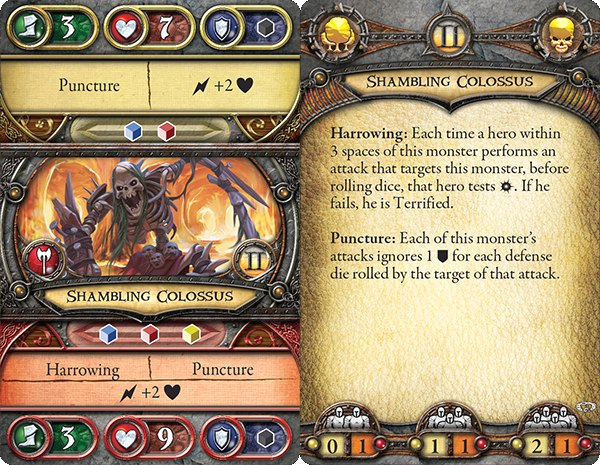 3 7
Puncture +2
SHAMBLING COLOSSUS
II
Harrowing Puncture
+2
3 9
II
SHAMBLING COLOSSUS
Harrowing: Each time a hero within
3 spaces of this monster performs an
attack that targets this monster, before
rolling dice, that hero tests . If he
fails, he is Terrified.
Puncture: Each of this monster's
attacks ignores 1 for each defense
die rolled by the target of that attack.
0 1 1 1 2 1